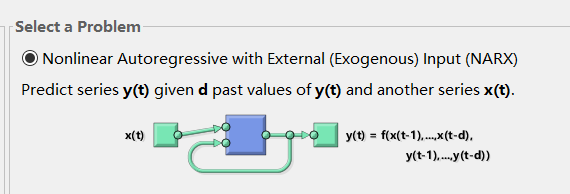 Select a Problem
Nonlinear Autoregressive with External (Exogenous) Input (NARX)
Predict series y(t) given d past values of y(t) and another series x(t).
x(t)
y(t) = f(x(t-1),...,x(t-d),
y(t-1),...,y(t-d))